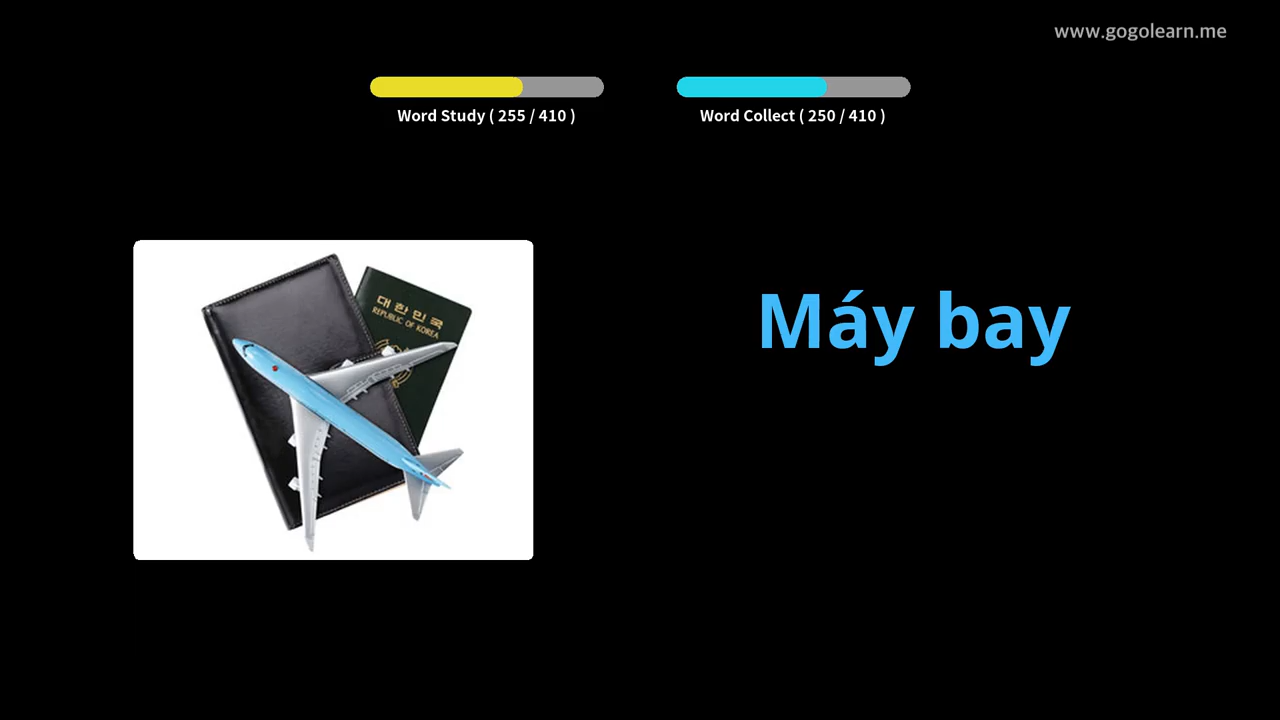 www.gogolearn.me
Word Study ( 255 / 410 )
Word Collect ( 250 / 410 )
대한민국
REPUBLIC OF KOREA
Máy bay